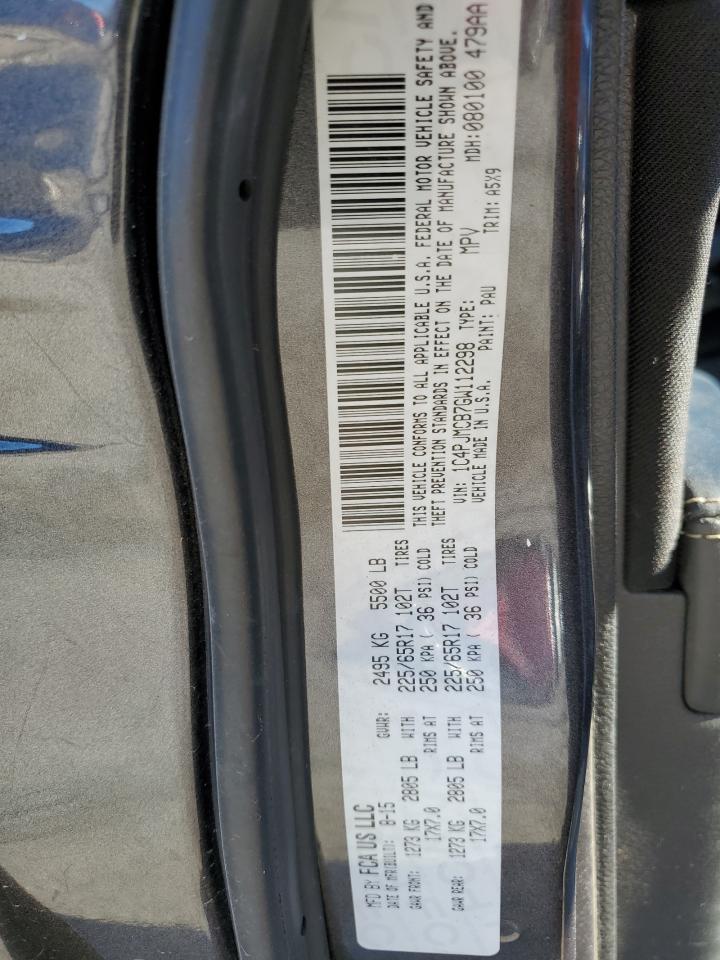 MFD BY: FCA US LLC
DATE OF MFR(BUILT): 8-15 GVWR: 2495 KG 5500 LB
GAWR FRONT: 1273 KG 2805 LB WITH 225/65R17 102T TIRES
17X7.0 RIMS AT 250 KPA ( 36 PSI) COLD
GAWR REAR: 1273 KG 2805 LB WITH 225/65R17 102T TIRES
17X7.0 RIMS AT 250 KPA ( 36 PSI) COLD
THIS VEHICLE CONFORMS TO ALL APPLICABLE U.S.A. FEDERAL MOTOR VEHICLE SAFETY AND
THEFT PREVENTION STANDARDS IN EFFECT ON THE DATE OF MANUFACTURE SHOWN ABOVE.
VIN: 1C4PJMCB7GW112298 TYPE: MPV MDH:080100 479AA
VEHICLE MADE IN U.S.A. PAINT: PAU TRIM: A5X9